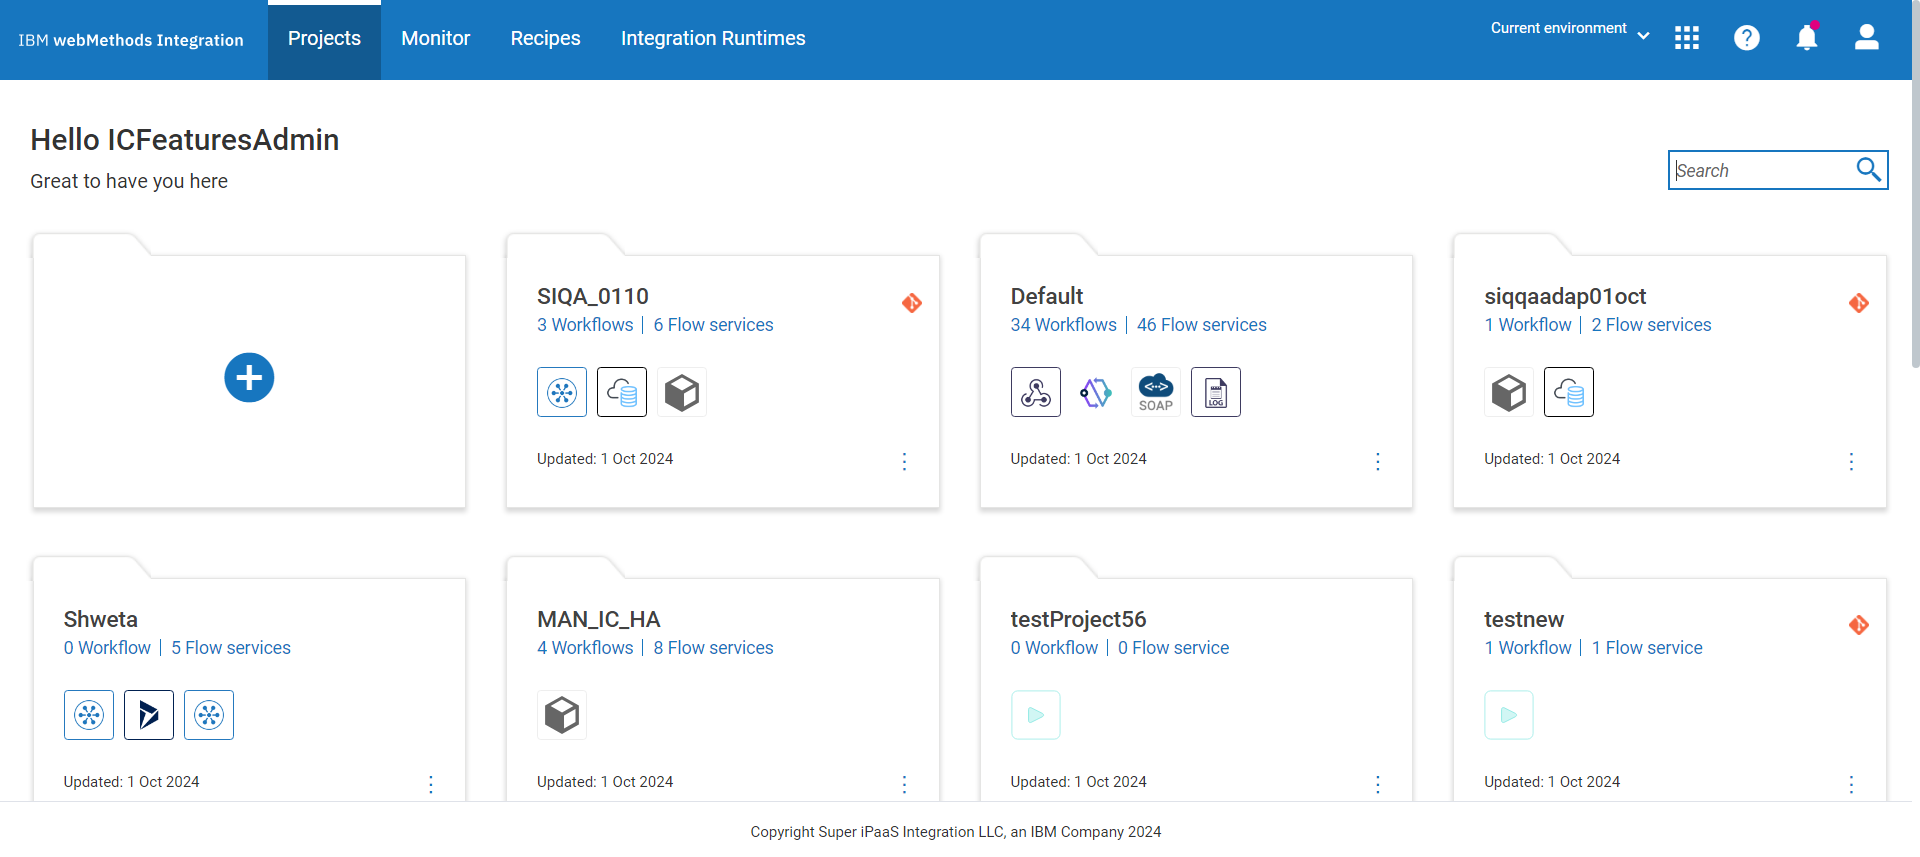 IBM webMethods Integration
Projects
Monitor
Recipes
Integration Runtimes
Current environment
Hello ICFeaturesAdmin
Great to have you here
Search
SIQA_0110
3 Workflows | 6 Flow services
Updated: 1 Oct 2024
Default
34 Workflows | 46 Flow services
SOAP
LOG
Updated: 1 Oct 2024
siqqaadap01oct
1 Workflow | 2 Flow services
Updated: 1 Oct 2024
Shweta
0 Workflow | 5 Flow services
Updated: 1 Oct 2024
MAN_IC_HA
4 Workflows | 8 Flow services
Updated: 1 Oct 2024
testProject56
0 Workflow | 0 Flow service
Updated: 1 Oct 2024
testnew
1 Workflow | 1 Flow service
Updated: 1 Oct 2024
Copyright Super iPaaS Integration LLC, an IBM Company 2024